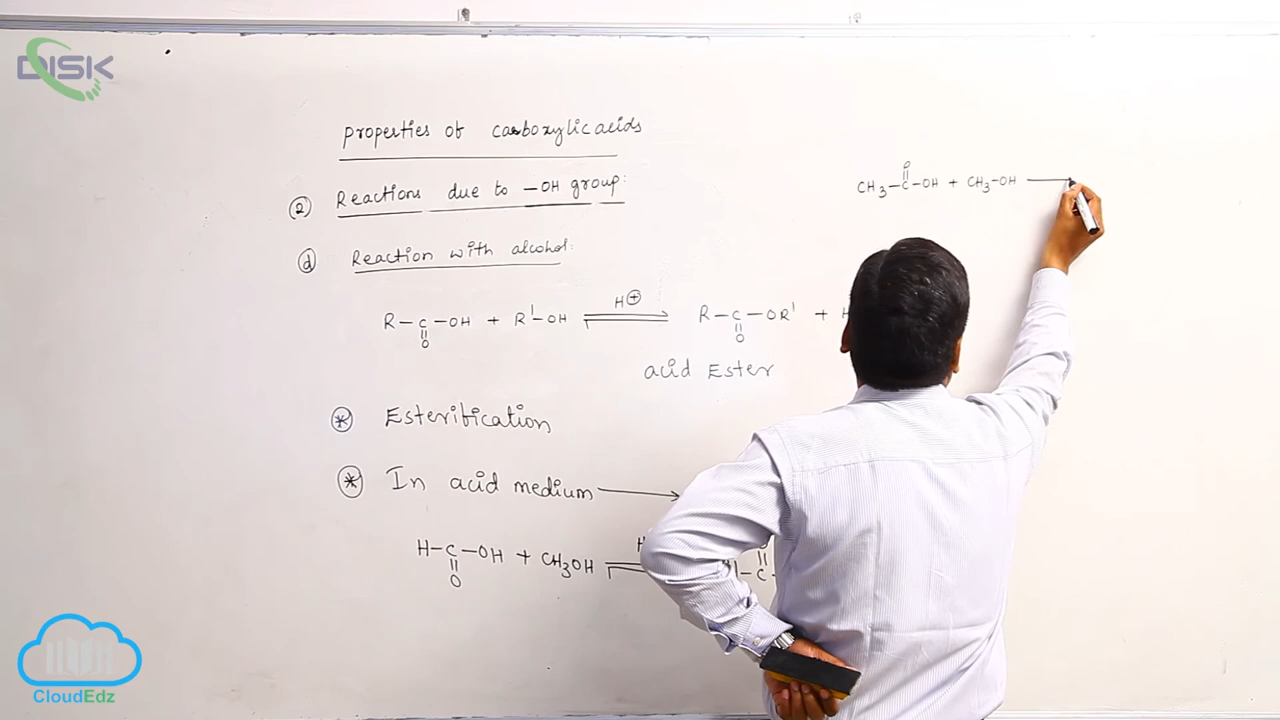 DISK
properties of carboxylic acids
② Reactions due to -OH group:
ⓓ Reaction with alcohol:
O
CH3-C-OH + CH3-OH
H⊕
R-C-OH + R'-OH ⇌ R-C-OR' + H
O O
acid Ester
* Esterification
* In acid medium →
H-C-OH + CH3OH ⇌
O
CloudEdz